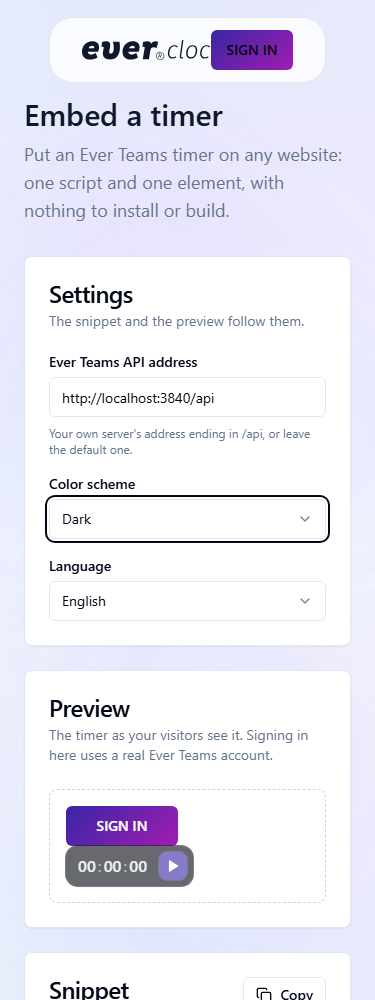 ever® cloc
SIGN IN
Embed a timer
Put an Ever Teams timer on any website:
one script and one element, with
nothing to install or build.
Settings
The snippet and the preview follow them.
Ever Teams API address
http://localhost:3840/api
Your own server's address ending in /api, or leave
the default one.
Color scheme
Dark
Language
English
Preview
The timer as your visitors see it. Signing in
here uses a real Ever Teams account.
SIGN IN
00:00:00
Snippet
Copy